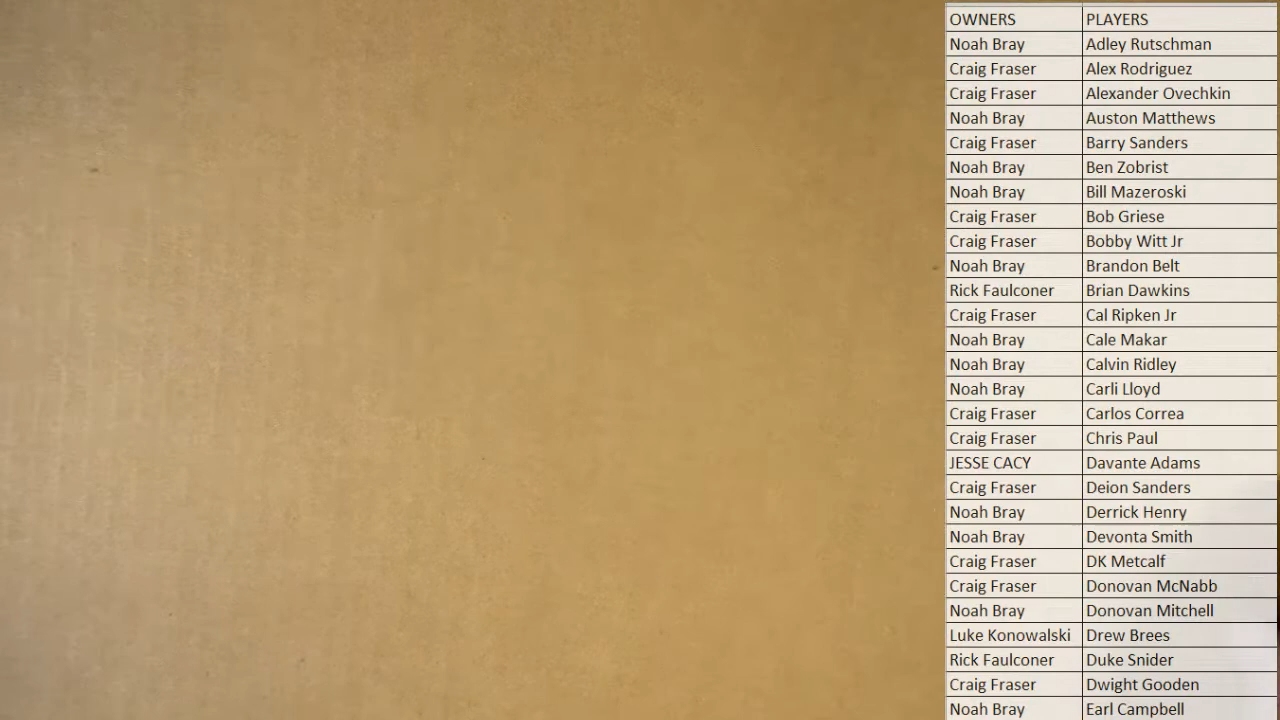 OWNERS PLAYERS
Noah Bray Adley Rutschman
Craig Fraser Alex Rodriguez
Craig Fraser Alexander Ovechkin
Noah Bray Auston Matthews
Craig Fraser Barry Sanders
Noah Bray Ben Zobrist
Noah Bray Bill Mazeroski
Craig Fraser Bob Griese
Craig Fraser Bobby Witt Jr
Noah Bray Brandon Belt
Rick Faulconer Brian Dawkins
Craig Fraser Cal Ripken Jr
Noah Bray Cale Makar
Noah Bray Calvin Ridley
Noah Bray Carli Lloyd
Craig Fraser Carlos Correa
Craig Fraser Chris Paul
JESSE CACY Davante Adams
Craig Fraser Deion Sanders
Noah Bray Derrick Henry
Noah Bray Devonta Smith
Craig Fraser DK Metcalf
Craig Fraser Donovan McNabb
Noah Bray Donovan Mitchell
Luke Konowalski Drew Brees
Rick Faulconer Duke Snider
Craig Fraser Dwight Gooden
Noah Bray Earl Campbell